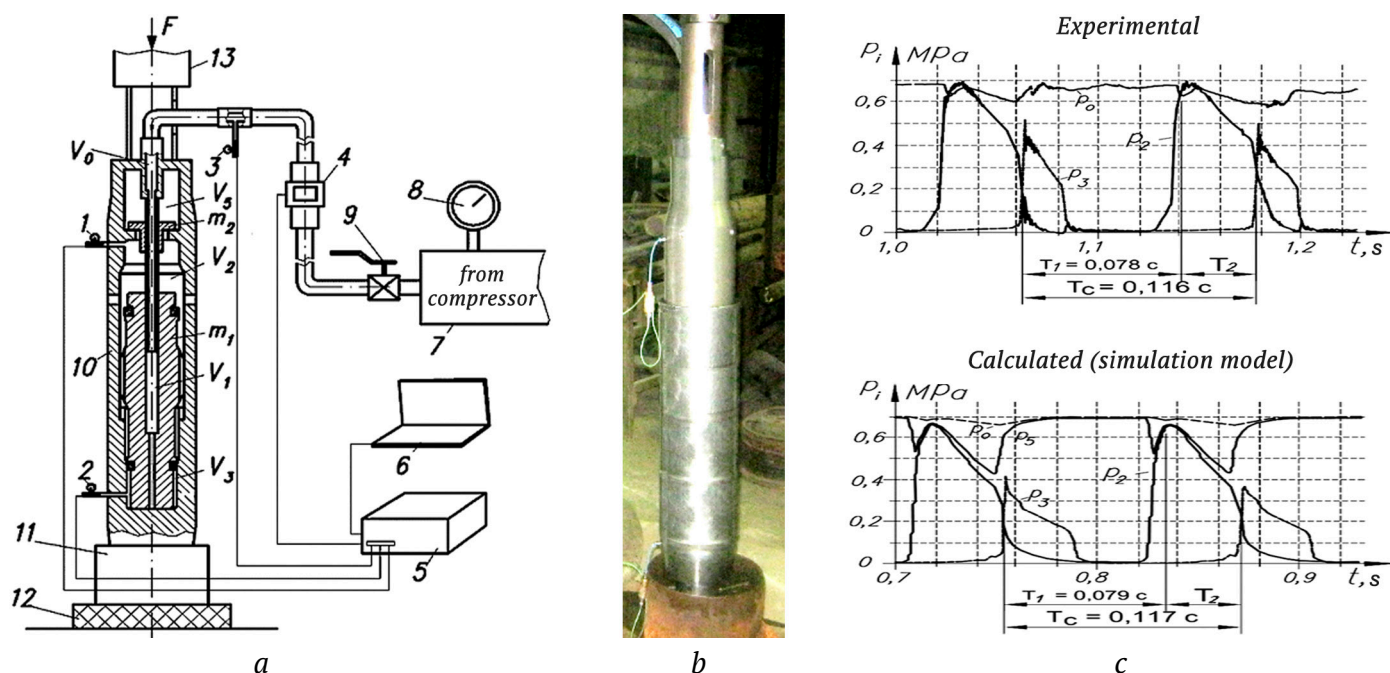 F
13
V₀
3
4
V₅
8
m₂
1
9
V₂
from
compressor
7
m₁
10
V₁
6
2
V₃
11
5
12
a
b
Experimental
Pᵢ MPa
0,6
p₀
0,4
p₂
p₃
0,2
0
1,0 1,1 1,2 t,s
T₁ = 0,078 c T₂
Tc = 0,116 c
Calculated (simulation model)
Pᵢ MPa
0,6
p₀ p₅
0,4
p₂
p₃
0,2
0
0,7 0,8 0,9 t,s
T₁ = 0,079 c T₂
Tc = 0,117 c
c